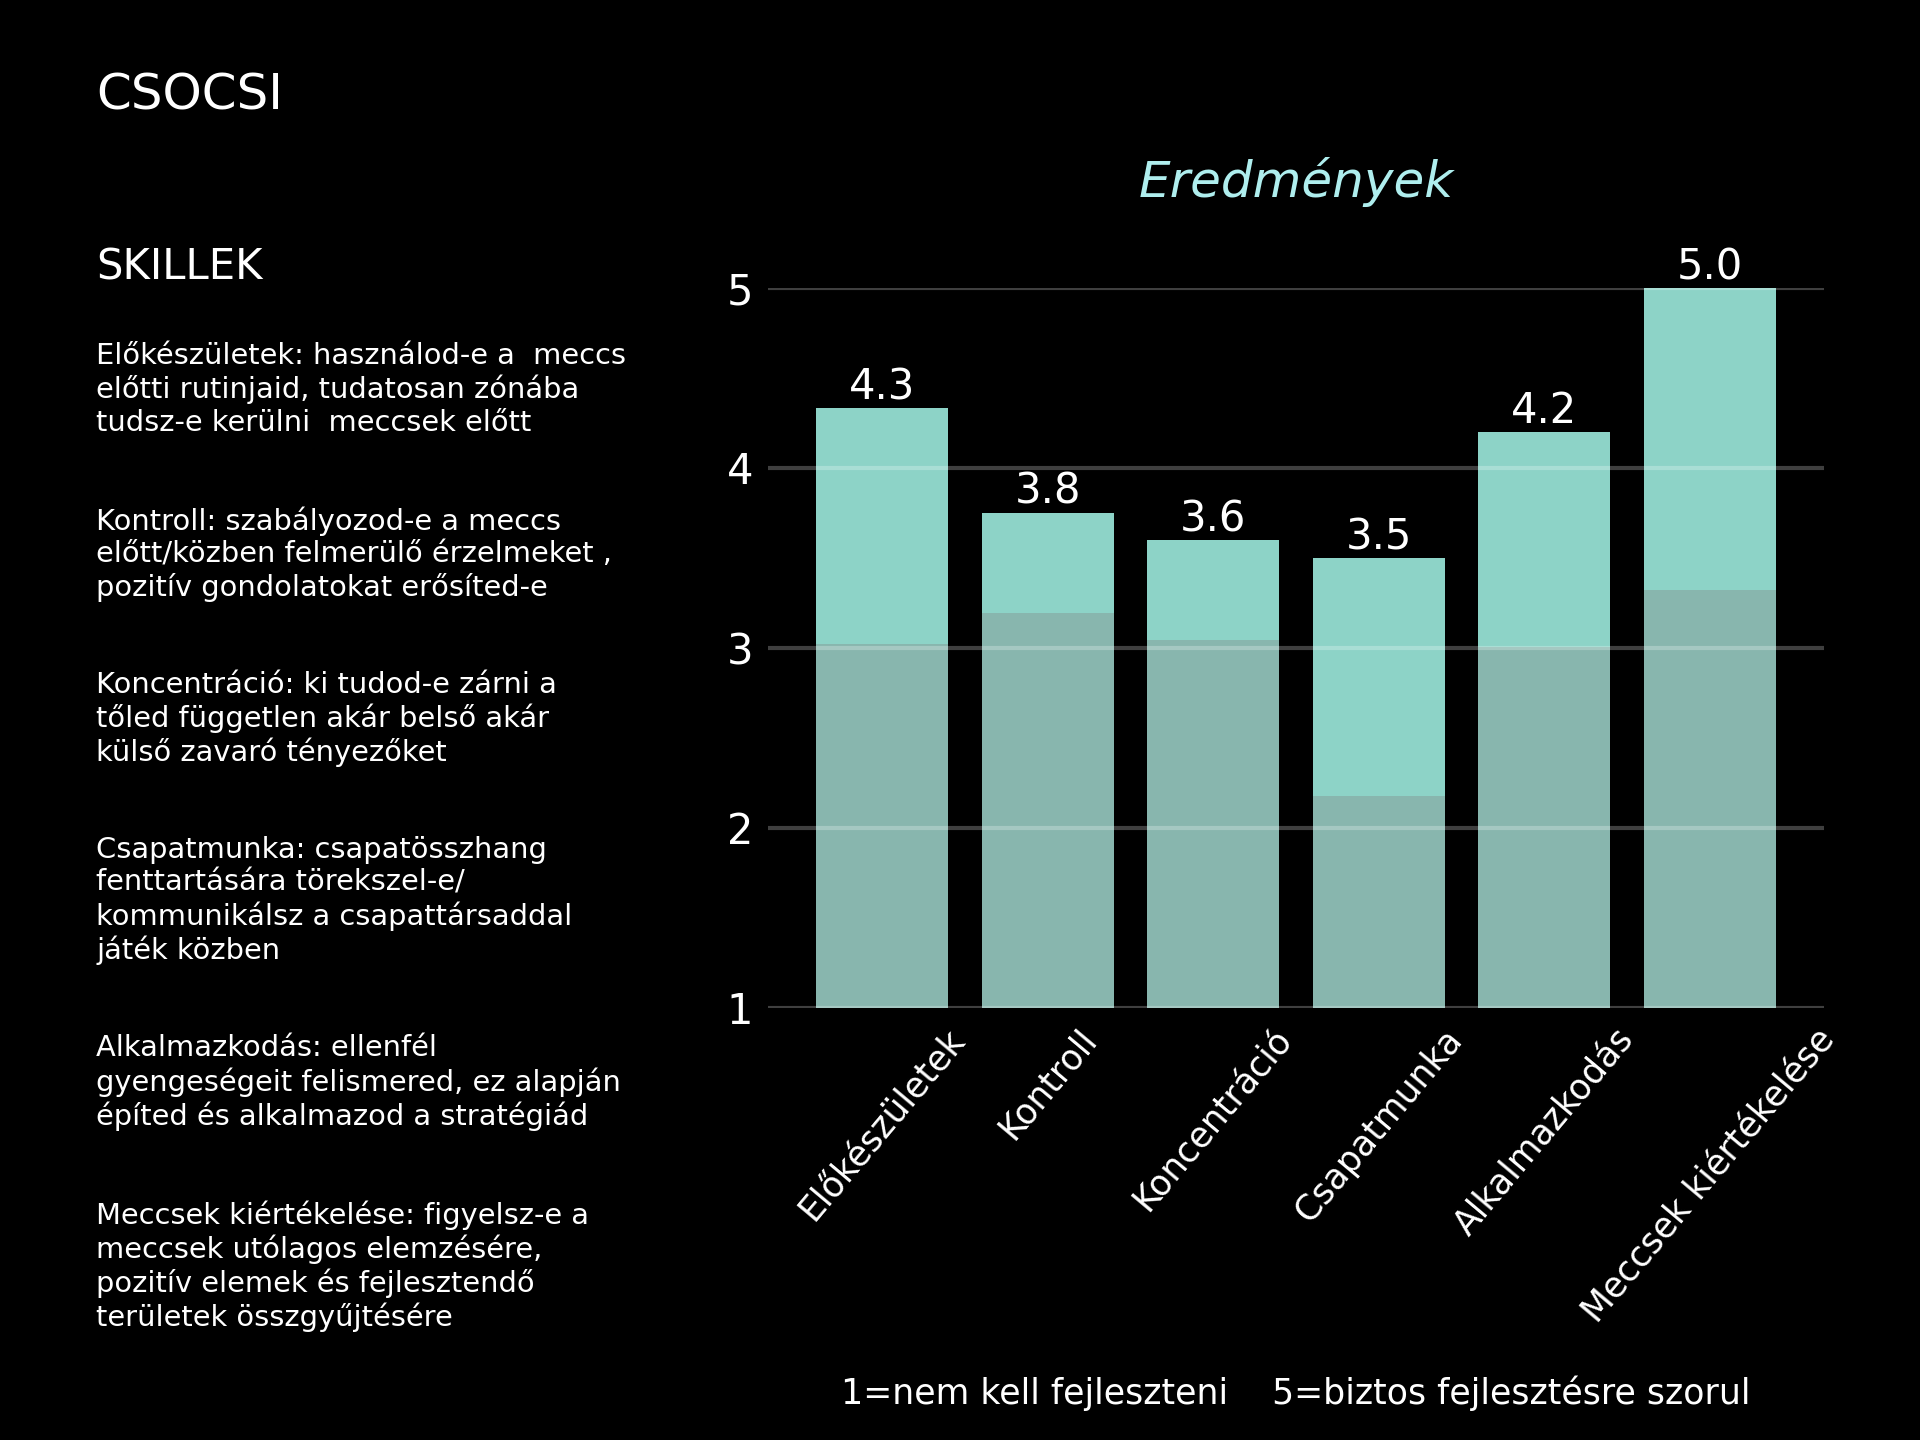 CSOCSI
SKILLEK
Előkészületek: használod-e a  meccs
előtti rutinjaid, tudatosan zónába
tudsz-e kerülni  meccsek előtt
Kontroll: szabályozod-e a meccs
előtt/közben felmerülő érzelmeket ,
pozitív gondolatokat erősíted-e
Koncentráció: ki tudod-e zárni a
tőled független akár belső akár
külső zavaró tényezőket
Csapatmunka: csapatösszhang
fenttartására törekszel-e/
kommunikálsz a csapattársaddal
játék közben
Alkalmazkodás: ellenfél
gyengeségeit felismered, ez alapján
építed és alkalmazod a stratégiád
Meccsek kiértékelése: figyelsz-e a
meccsek utólagos elemzésére,
pozitív elemek és fejlesztendő
területek összgyűjtésére
Eredmények
5
4
3
2
1
4.3
3.8
3.6
3.5
4.2
5.0
Előkészületek
Kontroll
Koncentráció
Csapatmunka
Alkalmazkodás
Meccsek kiértékelése
1=nem kell fejleszteni    5=biztos fejlesztésre szorul